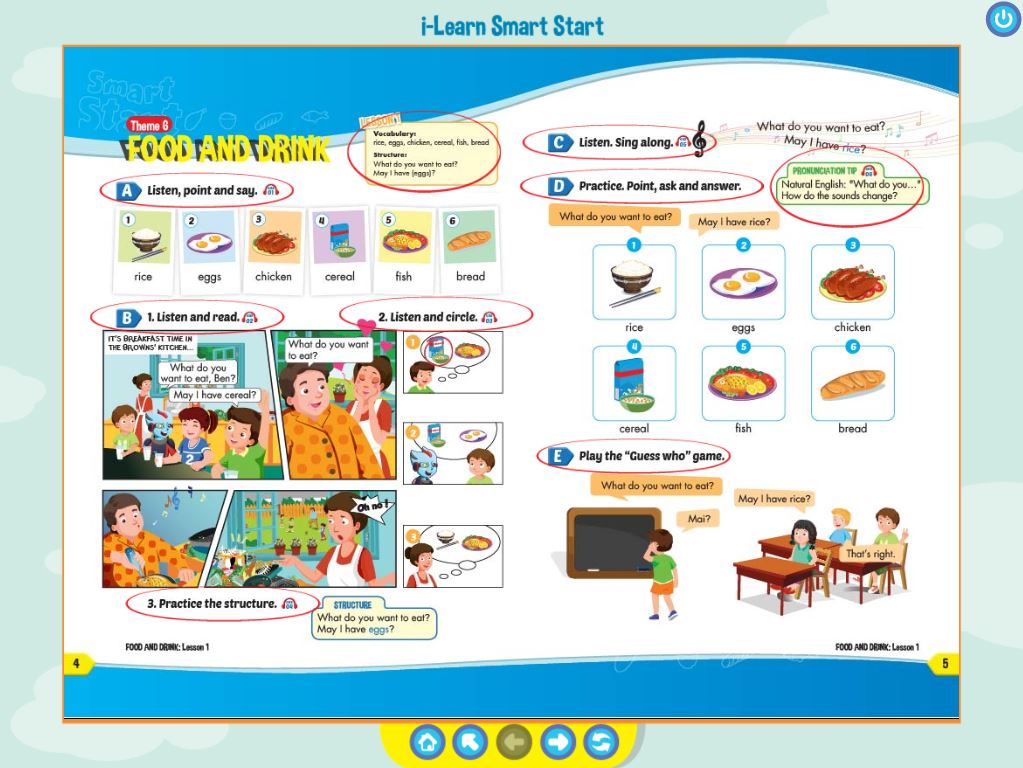 i-Learn Smart Start
Smart
Start
Theme 6
FOOD AND DRINK
Vocabulary:
rice, eggs, chicken, cereal, fish, bread
Structure:
What do you want to eat?
May I have (eggs)?
A Listen, point and say. 01
1
rice
2
eggs
3
chicken
4
cereal
5
fish
6
bread
B 1. Listen and read. 02
2. Listen and circle. 03
IT'S BREAKFAST TIME IN
THE BROWNS' KITCHEN...
What do you
want to eat, Ben?
May I have cereal?
What do you want
to eat?
Oh no!
1
2
3
3. Practice the structure. 04
STRUCTURE
What do you want to eat?
May I have eggs?
FOOD AND DRINK: Lesson 1
4
C Listen. Sing along. 05
What do you want to eat?
May I have rice?
PRONUNCIATION TIP
Natural English: "What do you..."
How do the sounds change?
D Practice. Point, ask and answer.
What do you want to eat?
May I have rice?
1
rice
2
eggs
3
chicken
4
cereal
5
fish
6
bread
E Play the "Guess who" game.
What do you want to eat?
Mai?
May I have rice?
That's right.
FOOD AND DRINK: Lesson 1
5